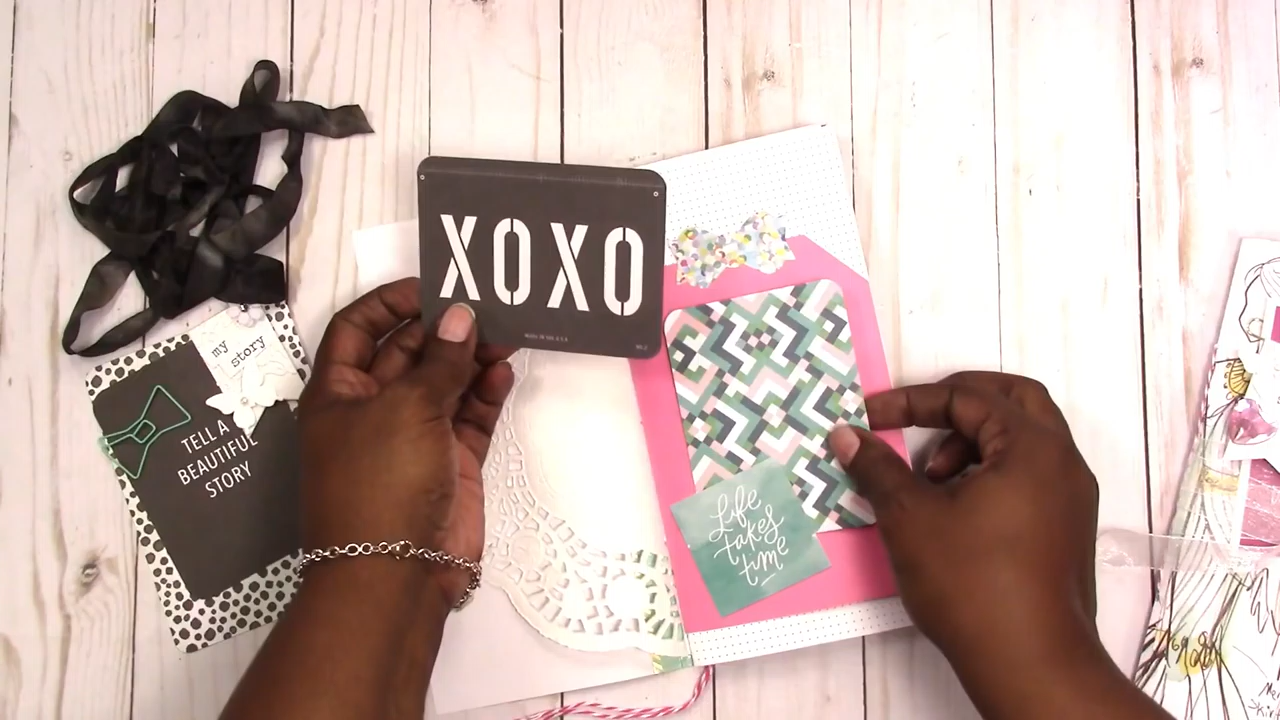 XOXO
my
story
TELL A
BEAUTIFUL
STORY
Life
takes
time